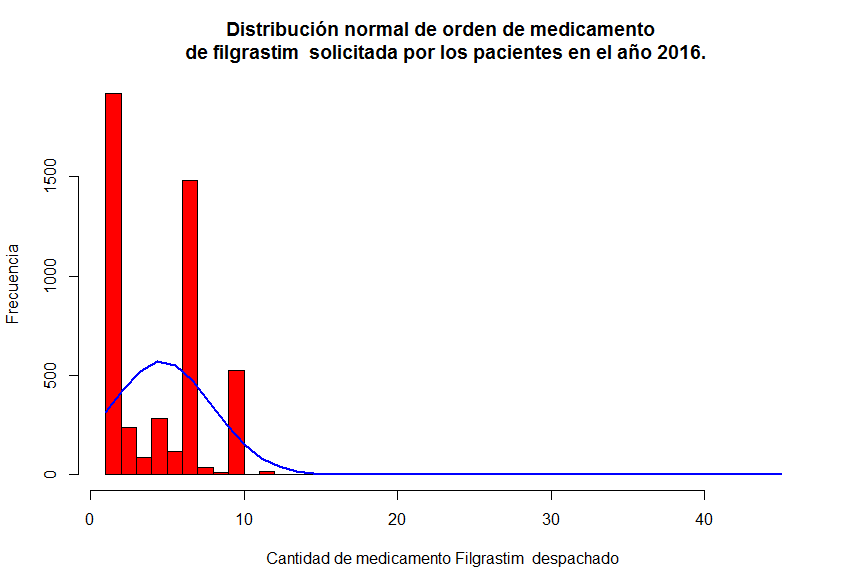 Distribución normal de orden de medicamento
de filgrastim  solicitada por los pacientes en el año 2016.
Frecuencia
1500
1000
500
0
0 10 20 30 40
Cantidad de medicamento Filgrastim  despachado